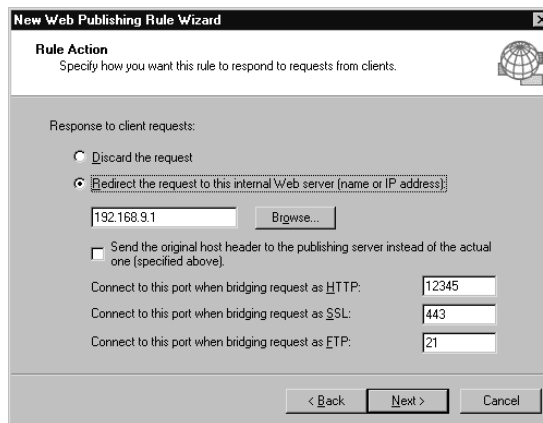 New Web Publishing Rule Wizard
Rule Action
Specify how you want this rule to respond to requests from clients.
Response to client requests:
Discard the request
Redirect the request to this internal Web server (name or IP address):
192.168.9.1 Browse...
Send the original host header to the publishing server instead of the actual
one (specified above).
Connect to this port when bridging request as HTTP: 12345
Connect to this port when bridging request as SSL: 443
Connect to this port when bridging request as FTP: 21
< Back Next > Cancel